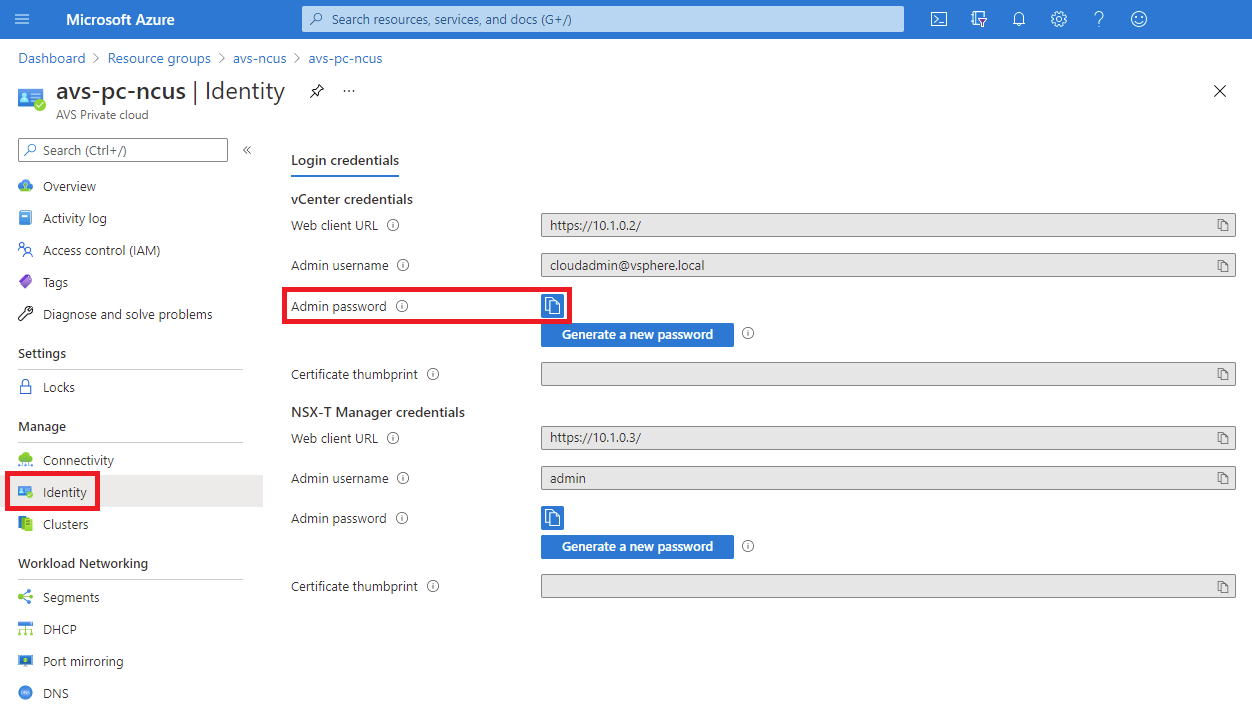 Microsoft Azure
Search resources, services, and docs (G+/)
Dashboard > Resource groups > avs-ncus > avs-pc-ncus
avs-pc-ncus | Identity
AVS Private cloud
Search (Ctrl+/)
Overview
Activity log
Access control (IAM)
Tags
Diagnose and solve problems
Settings
Locks
Manage
Connectivity
Identity
Clusters
Workload Networking
Segments
DHCP
Port mirroring
DNS
Login credentials
vCenter credentials
Web client URL https://10.1.0.2/
Admin username cloudadmin@vsphere.local
Admin password
Generate a new password
Certificate thumbprint
NSX-T Manager credentials
Web client URL https://10.1.0.3/
Admin username admin
Admin password
Generate a new password
Certificate thumbprint